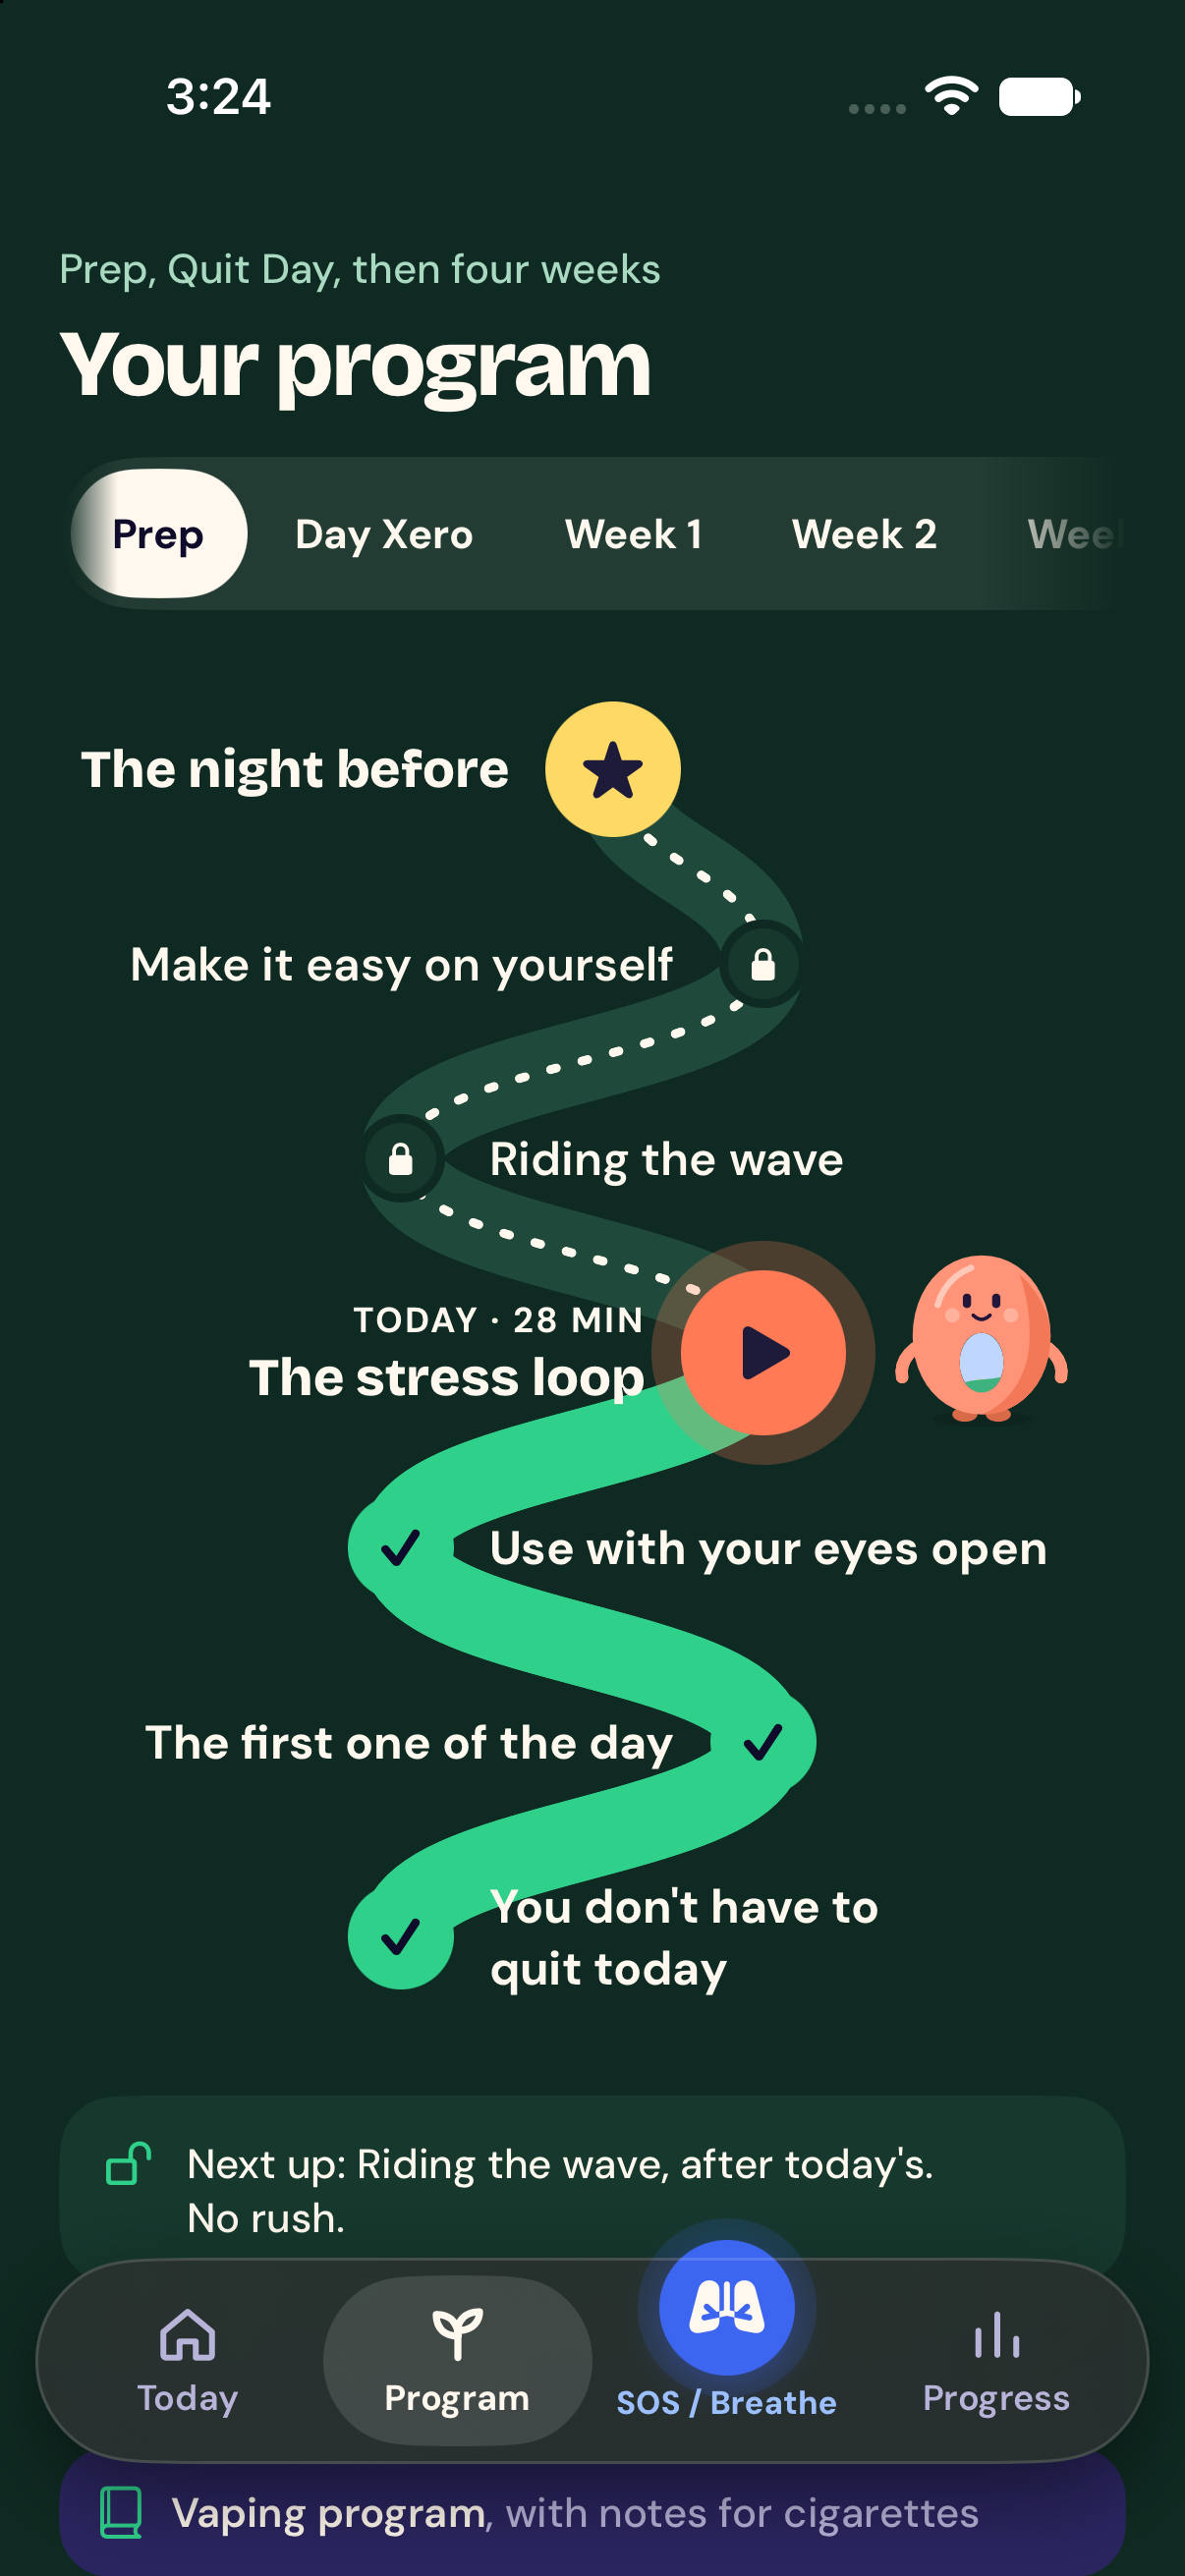 3:24
Prep, Quit Day, then four weeks
Your program
Prep
Day Xero
Week 1
Week 2
The night before
Make it easy on yourself
Riding the wave
TODAY · 28 MIN
The stress loop
Use with your eyes open
The first one of the day
You don't have to
quit today
Next up: Riding the wave, after today's.
No rush.
Today
Program
SOS / Breathe
Progress
Vaping program, with notes for cigarettes